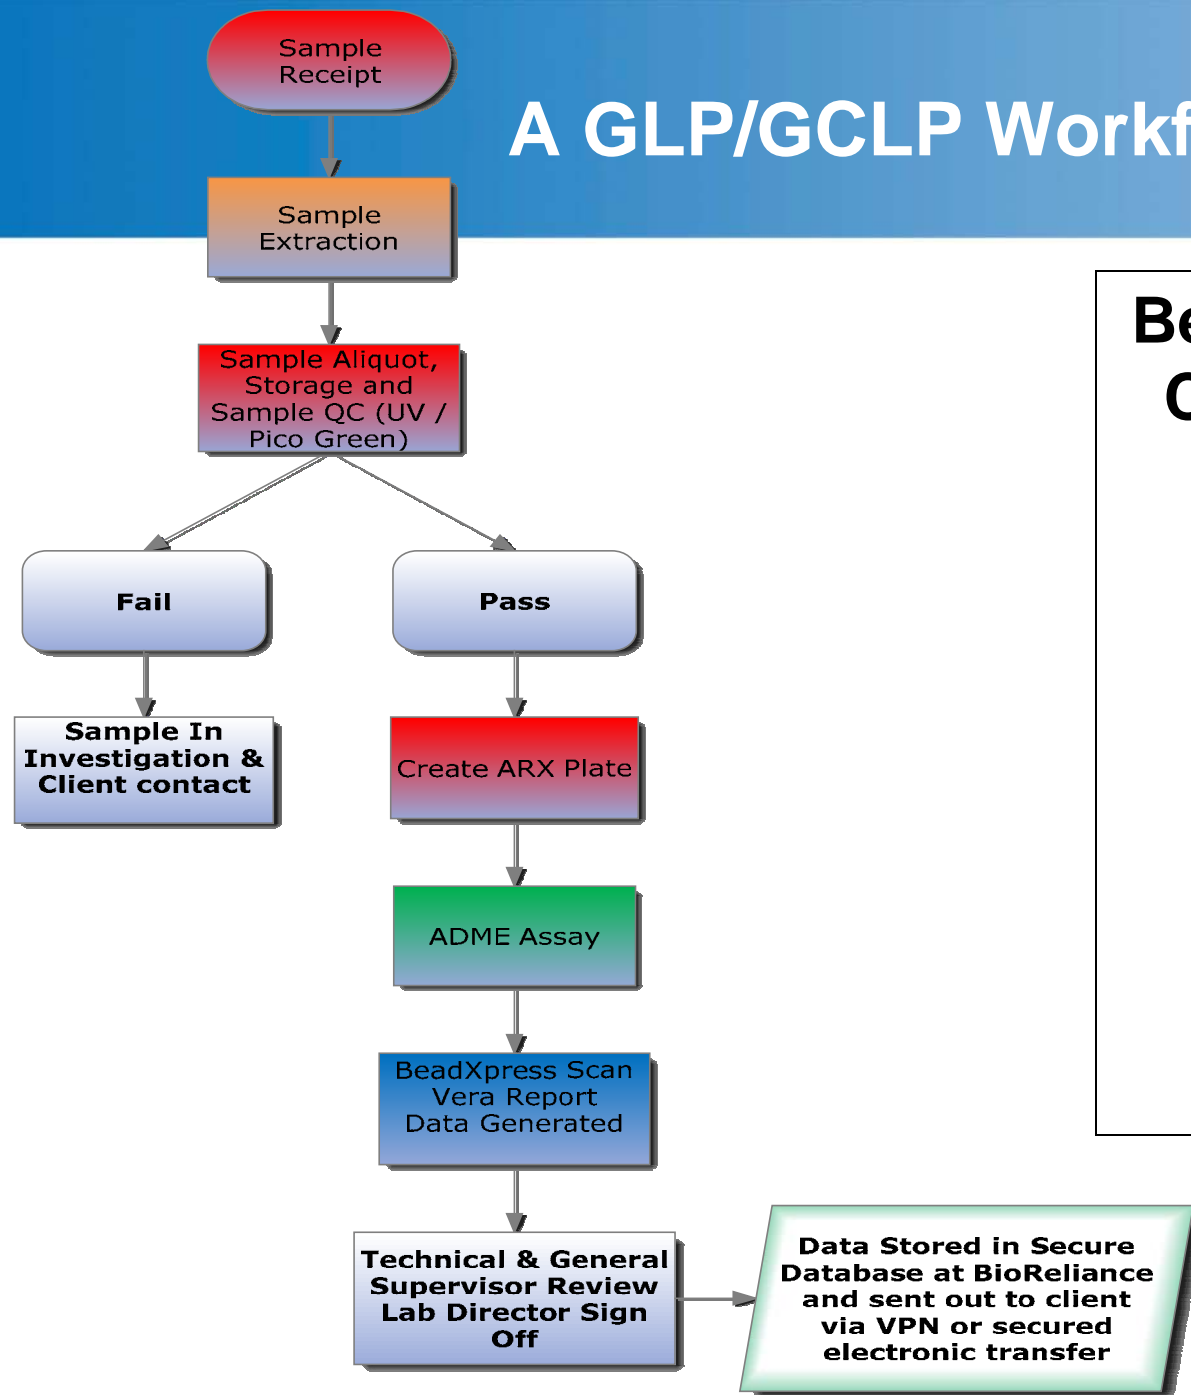 Sample
Receipt
A GLP/GCLP Workf
Sample
Extraction
Be
C
Sample Aliquot,
Storage and
Sample QC (UV /
Pico Green)
Fail
Pass
Sample In
Investigation &
Client contact
Create ARX Plate
ADME Assay
BeadXpress Scan
Vera Report
Data Generated
Technical & General
Supervisor Review
Lab Director Sign
Off
Data Stored in Secure
Database at BioReliance
and sent out to client
via VPN or secured
electronic transfer